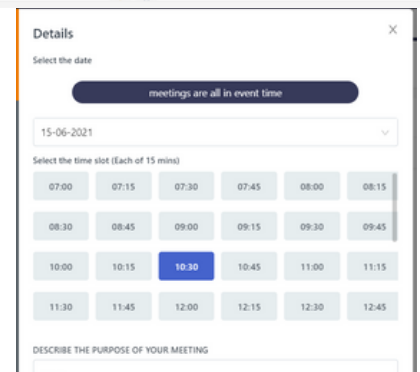 Details
Select the date
meetings are all in event time
15-06-2021
Select the time slot (Each of 15 mins)
07:00 07:15 07:30 07:45 08:00 08:15
08:30 08:45 09:00 09:15 09:30 09:45
10:00 10:15 10:30 10:45 11:00 11:15
11:30 11:45 12:00 12:15 12:30 12:45
DESCRIBE THE PURPOSE OF YOUR MEETING